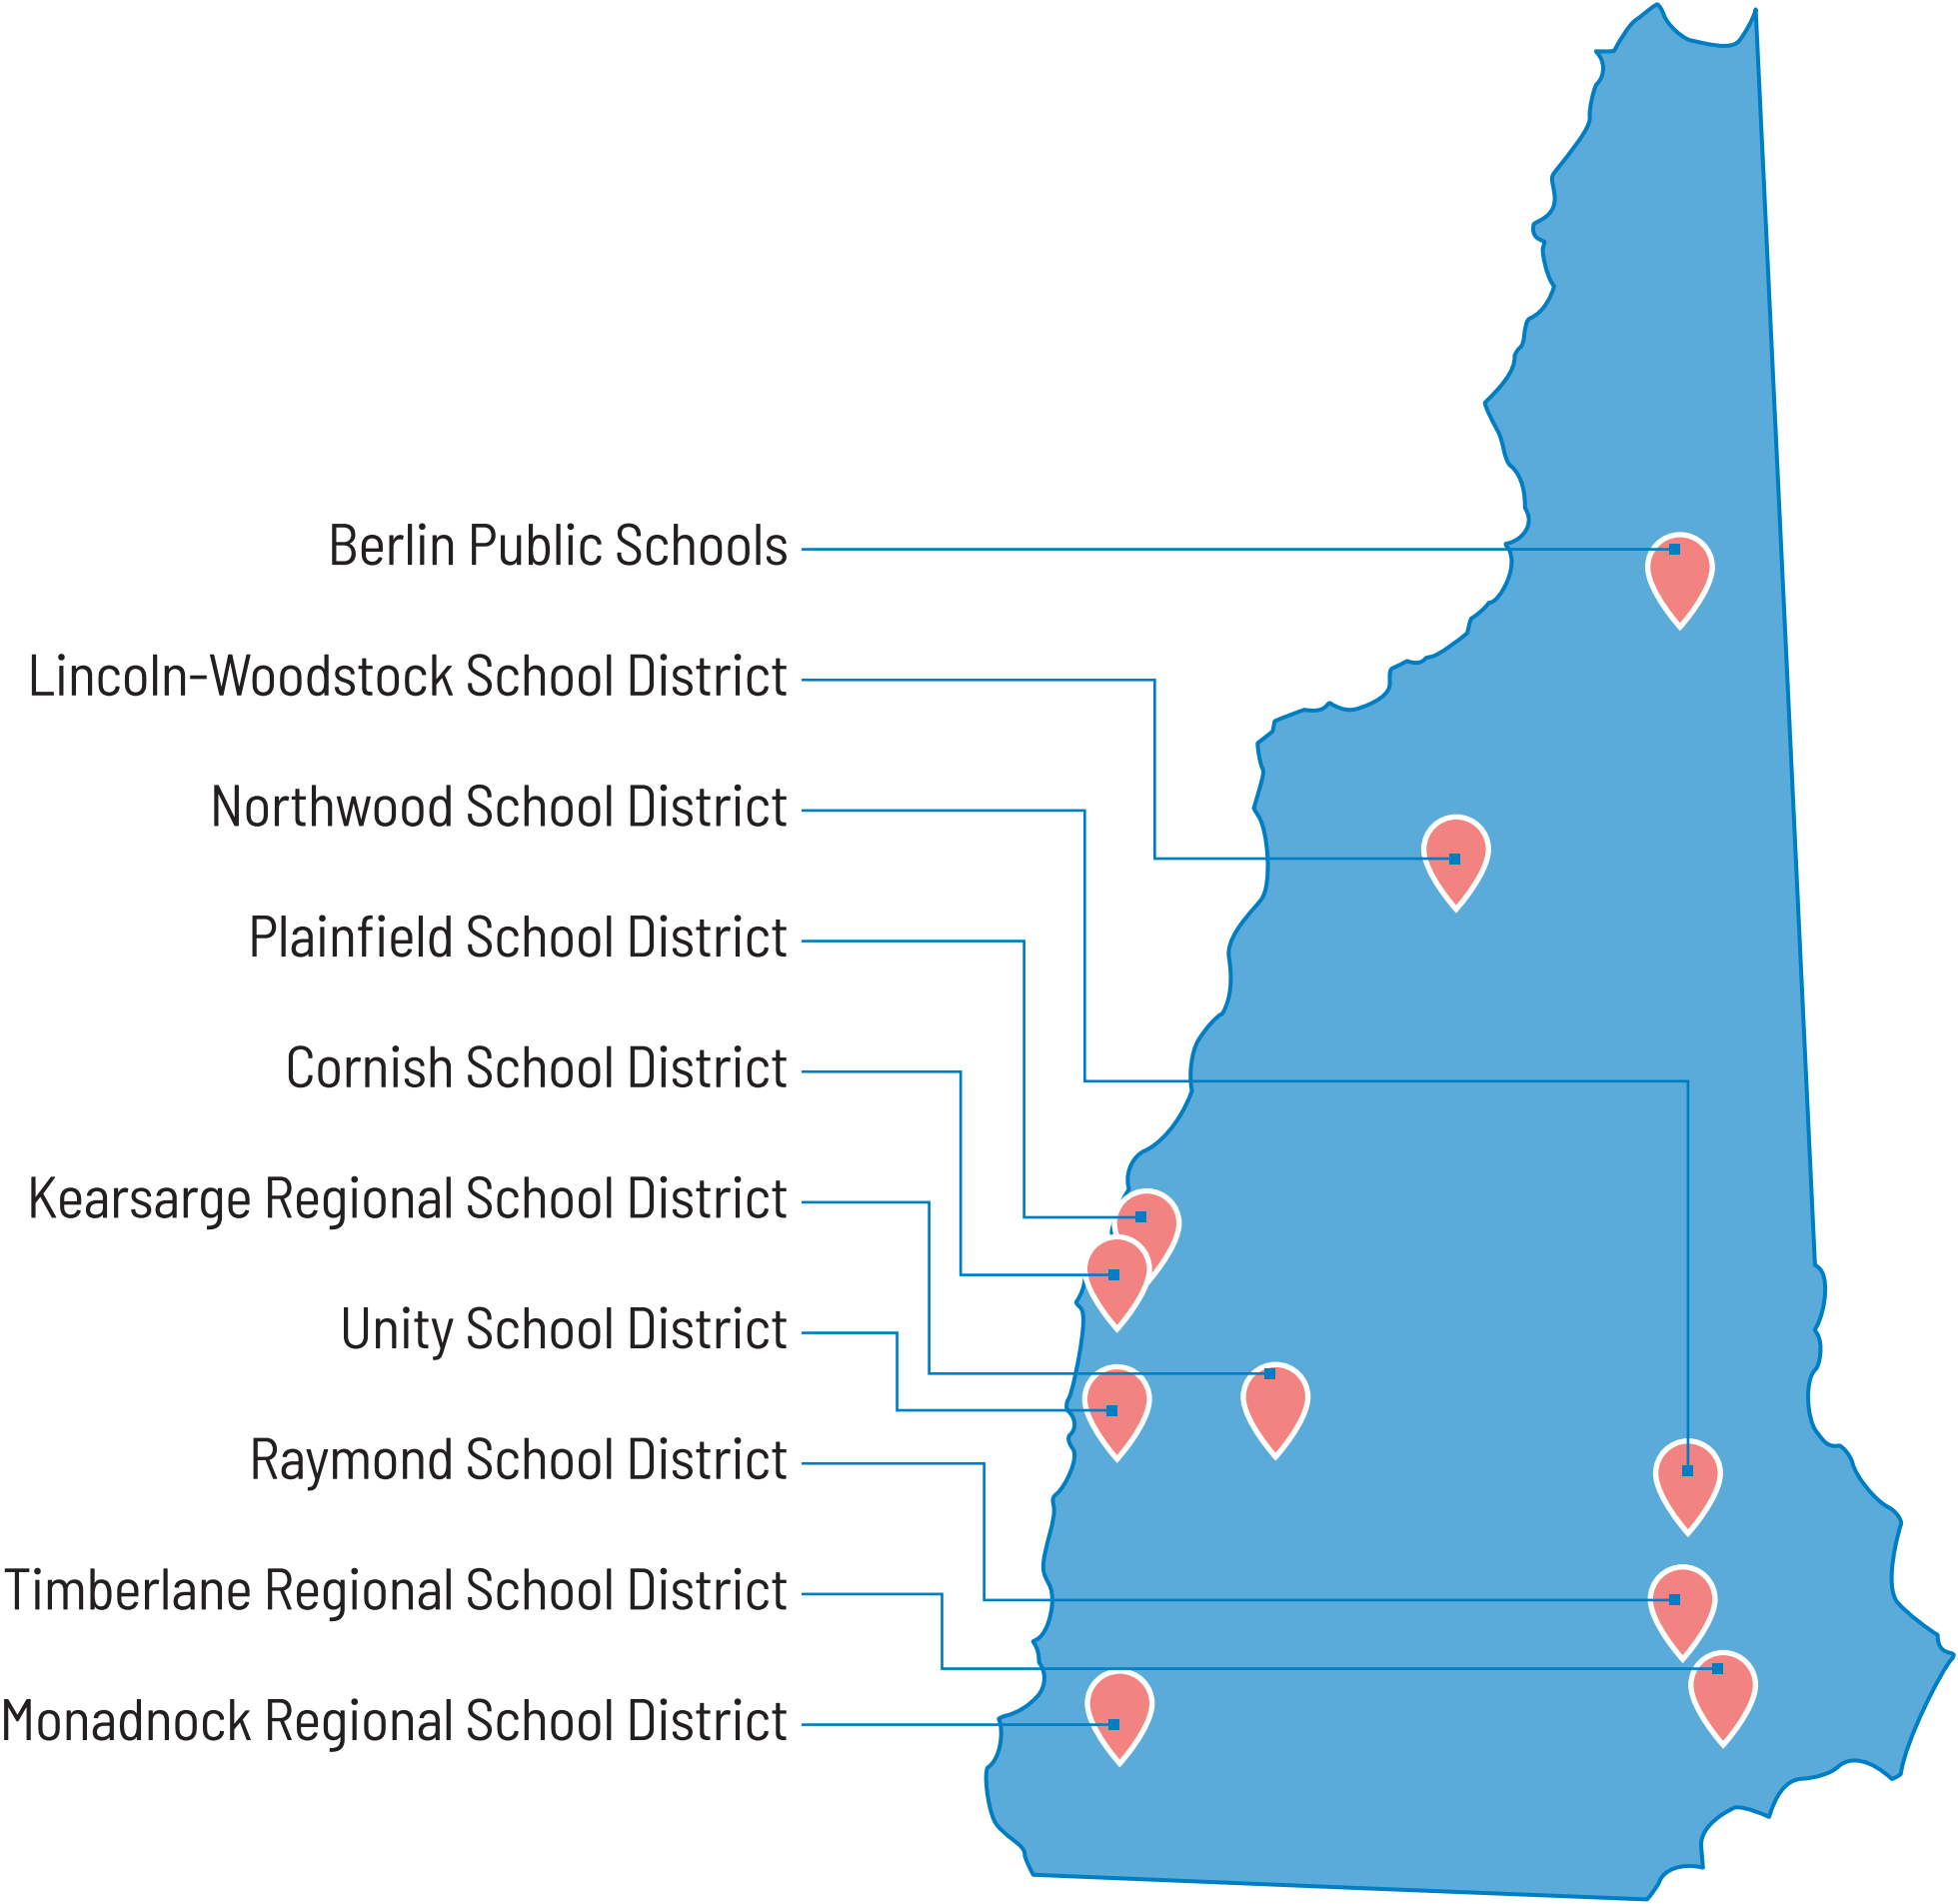 Berlin Public Schools
Lincoln-Woodstock School District
Northwood School District
Plainfield School District
Cornish School District
Kearsarge Regional School District
Unity School District
Raymond School District
Timberlane Regional School District
Monadnock Regional School District